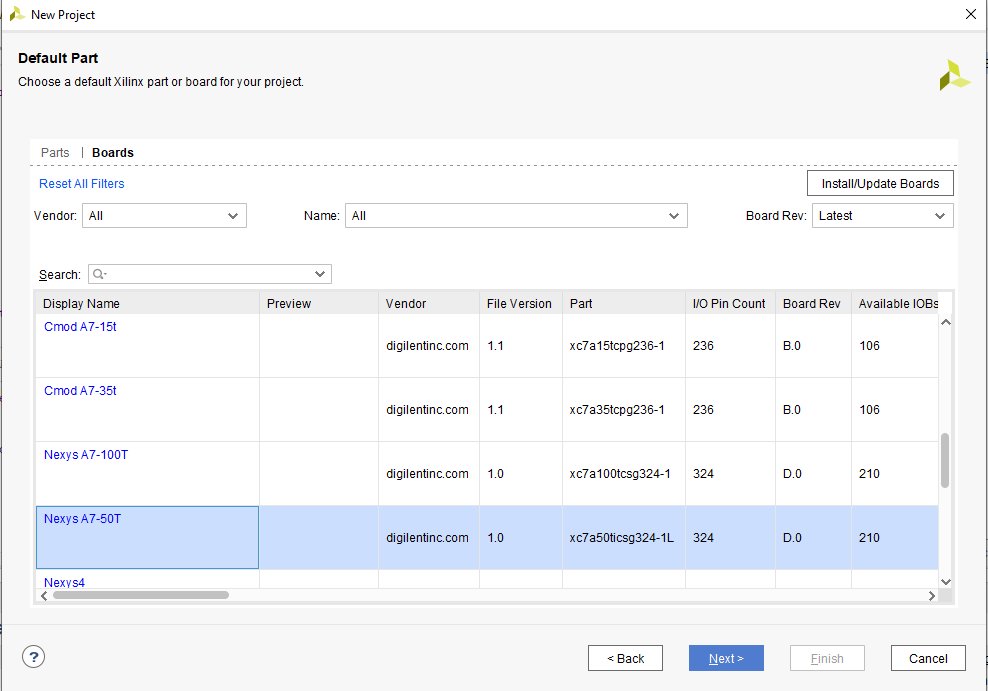 New Project
Default Part
Choose a default Xilinx part or board for your project.
Parts | Boards
Reset All Filters
Install/Update Boards
Vendor: All Name: All Board Rev: Latest
Search:
Display Name Preview Vendor File Version Part I/O Pin Count Board Rev Available IOBs
Cmod A7-15t digilentinc.com 1.1 xc7a15tcpg236-1 236 B.0 106
Cmod A7-35t digilentinc.com 1.1 xc7a35tcpg236-1 236 B.0 106
Nexys A7-100T digilentinc.com 1.0 xc7a100tcsg324-1 324 D.0 210
Nexys A7-50T digilentinc.com 1.0 xc7a50ticsg324-1L 324 D.0 210
Nexys4
? < Back Next > Finish Cancel